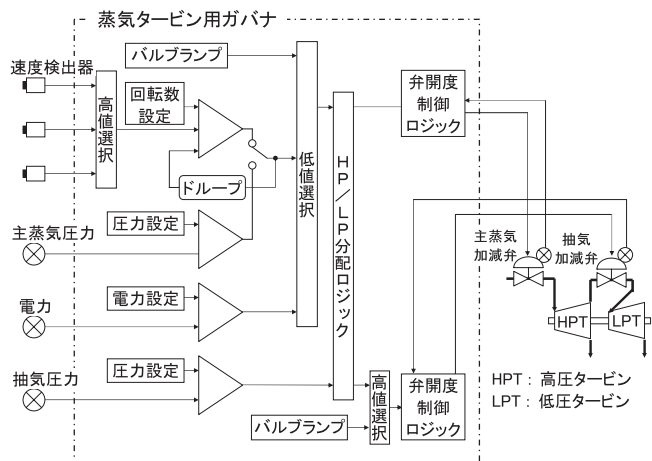 蒸気タービン用ガバナ
バルブランプ
速度検出器
高値選択
回転数
設定
ドループ
低値選択
HP/LP分配ロジック
弁開度
制御
ロジック
圧力設定
主蒸気圧力
主蒸気
加減弁
抽気
加減弁
電力設定
電力
HPT
LPT
圧力設定
抽気圧力
高値選択
弁開度
制御
ロジック
バルブランプ
HPT：高圧タービン
LPT：低圧タービン